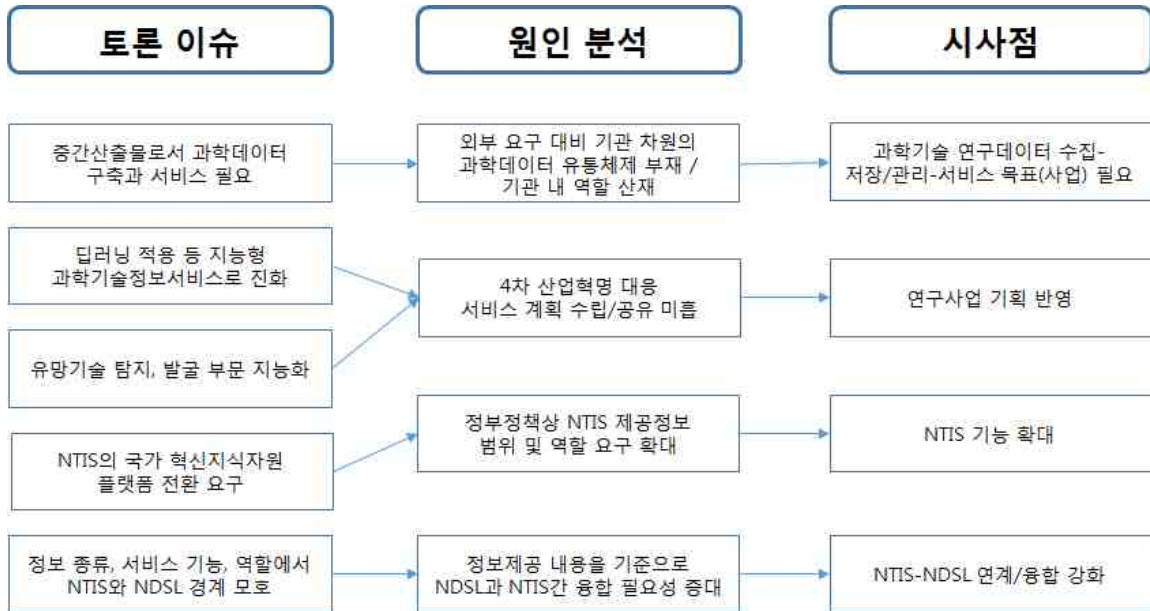 토론 이슈
원인 분석
시사점
중간산출물로서 과학데이터
구축과 서비스 필요
외부 요구 대비 기관 차원의
과학데이터 유통체제 부재 /
기관 내 역할 산재
과학기술 연구데이터 수집-
저장/관리-서비스 목표(사업) 필요
딥러닝 적용 등 지능형
과학기술정보서비스로 진화
유망기술 탐지, 발굴 부문 지능화
4차 산업혁명 대응
서비스 계획 수립/공유 미흡
연구사업 기획 반영
NTIS의 국가 혁신지식자원
플랫폼 전환 요구
정부정책상 NTIS 제공정보
범위 및 역할 요구 확대
NTIS 기능 확대
정보 종류, 서비스 기능, 역할에서
NTIS와 NDSL 경계 모호
정보제공 내용을 기준으로
NDSL과 NTIS간 융합 필요성 증대
NTIS-NDSL 연계/융합 강화